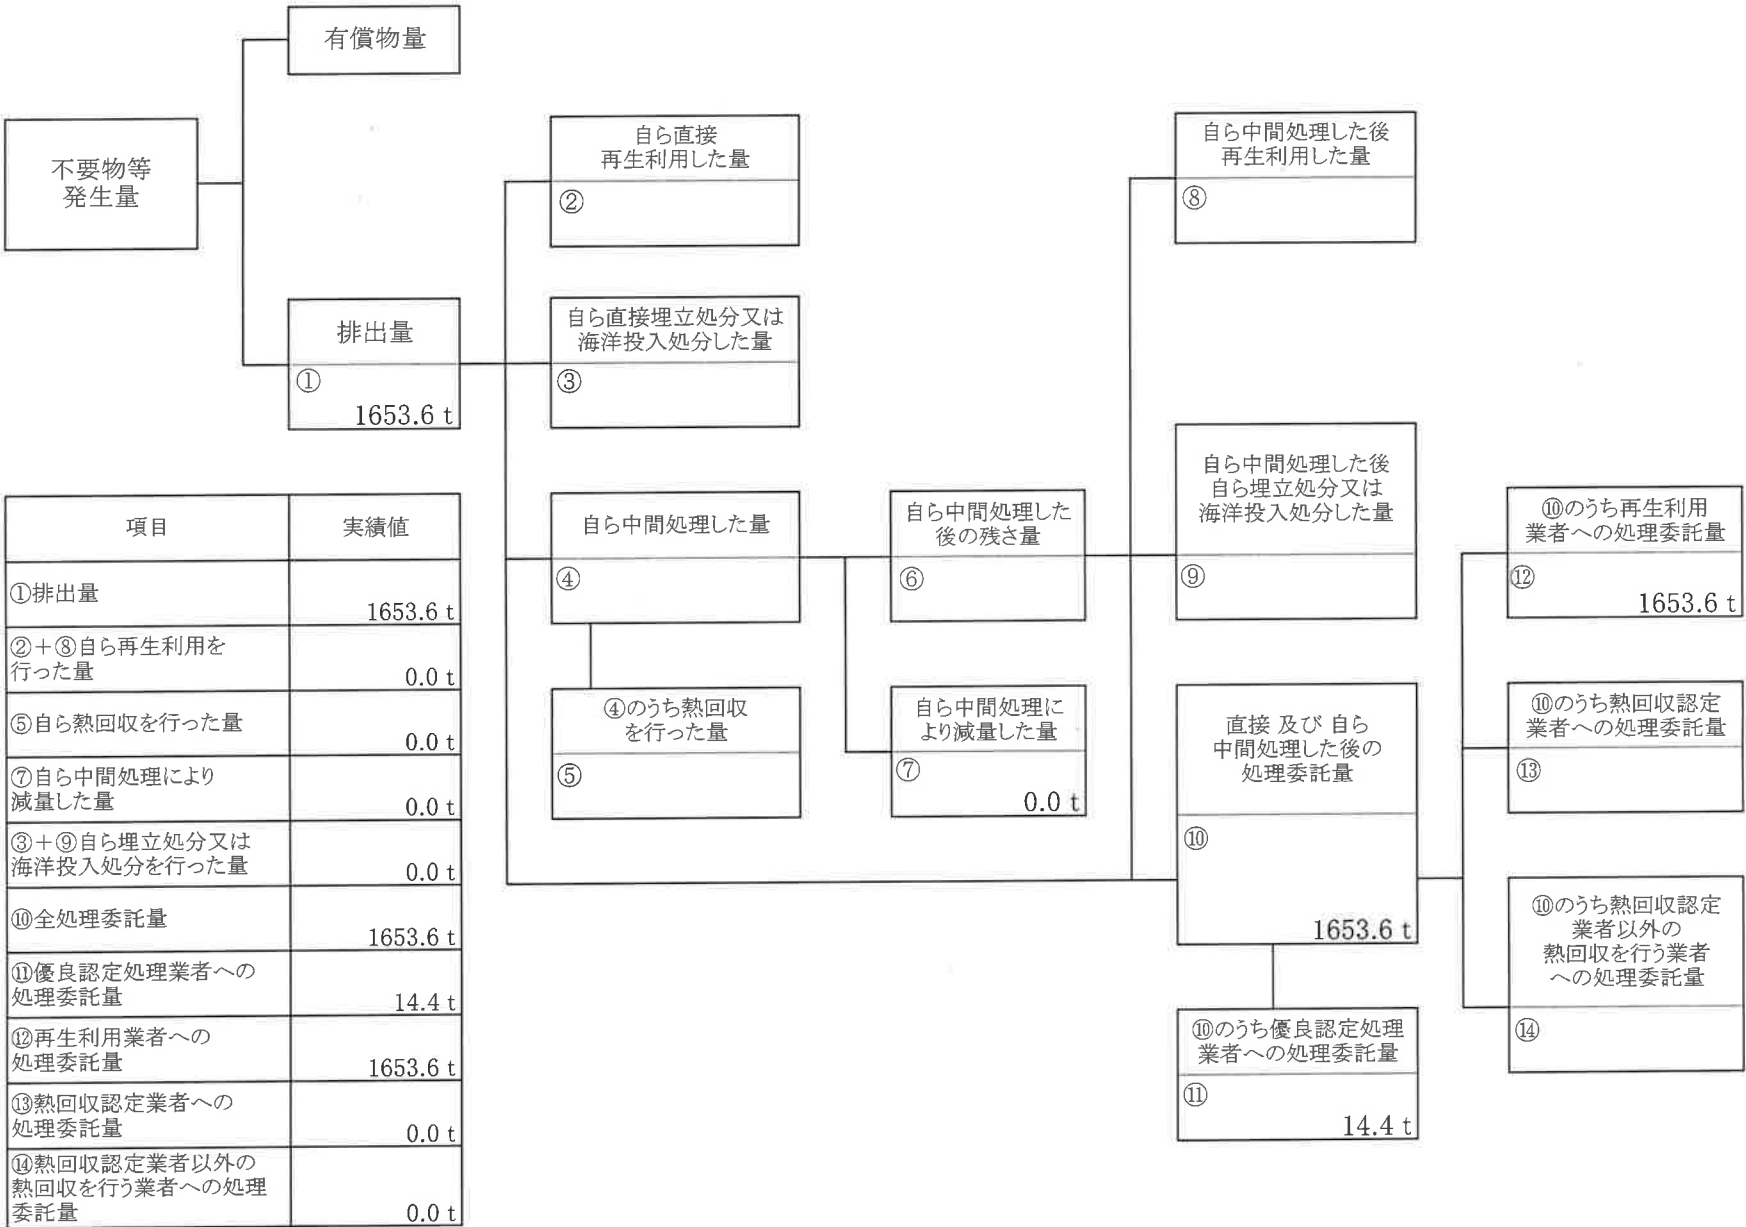 有償物量
不要物等
発生量
排出量
①
1653.6 t
自ら直接
再生利用した量
②
自ら直接埋立処分又は
海洋投入処分した量
③
自ら中間処理した量
④
④のうち熱回収
を行った量
⑤
自ら中間処理した
後の残さ量
⑥
自ら中間処理に
より減量した量
⑦
0.0 t
自ら中間処理した後
再生利用した量
⑧
自ら中間処理した後
自ら埋立処分又は
海洋投入処分した量
⑨
直接 及び 自ら
中間処理した後の
処理委託量
⑩
1653.6 t
⑩のうち優良認定処理
業者への処理委託量
⑪
14.4 t
⑩のうち再生利用
業者への処理委託量
⑫
1653.6 t
⑩のうち熱回収認定
業者への処理委託量
⑬
⑩のうち熱回収認定
業者以外の
熱回収を行う業者
への処理委託量
⑭
項目 実績値
①排出量
1653.6 t
②+⑧自ら再生利用を
行った量
0.0 t
⑤自ら熱回収を行った量
0.0 t
⑦自ら中間処理により
減量した量
0.0 t
③+⑨自ら埋立処分又は
海洋投入処分を行った量
0.0 t
⑩全処理委託量
1653.6 t
⑪優良認定処理業者への
処理委託量
14.4 t
⑫再生利用業者への
処理委託量
1653.6 t
⑬熱回収認定業者への
処理委託量
0.0 t
⑭熱回収認定業者以外の
熱回収を行う業者への処理
委託量
0.0 t